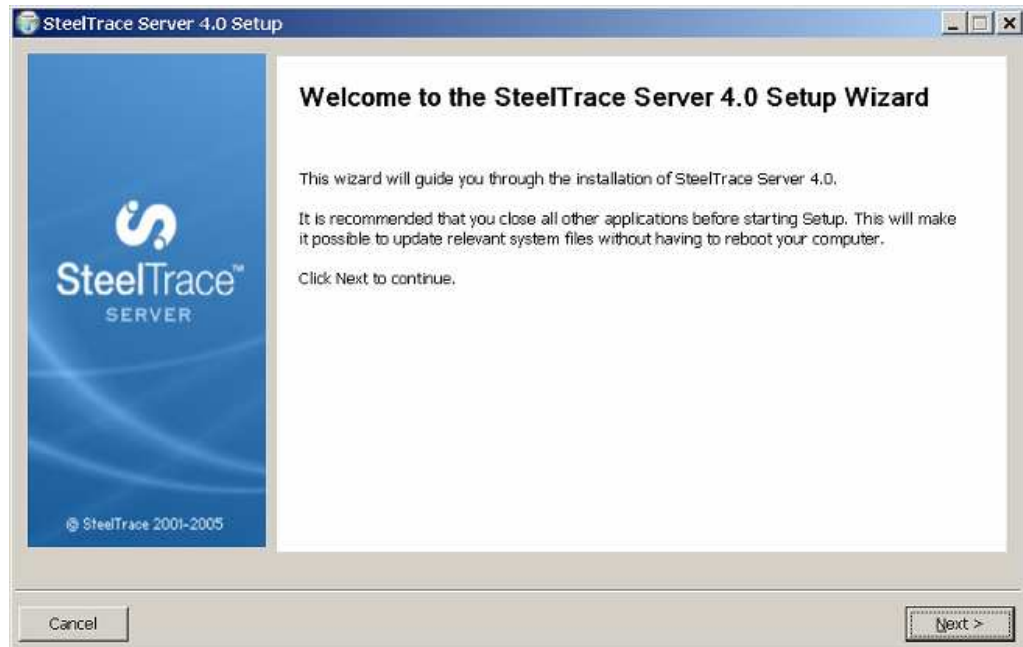 SteelTrace Server 4.0 Setup
Welcome to the SteelTrace Server 4.0 Setup Wizard
This wizard will guide you through the installation of SteelTrace Server 4.0.
It is recommended that you close all other applications before starting Setup. This will make
it possible to update relevant system files without having to reboot your computer.
Click Next to continue.
SteelTrace™
SERVER
© SteelTrace 2001-2005
Cancel
Next >